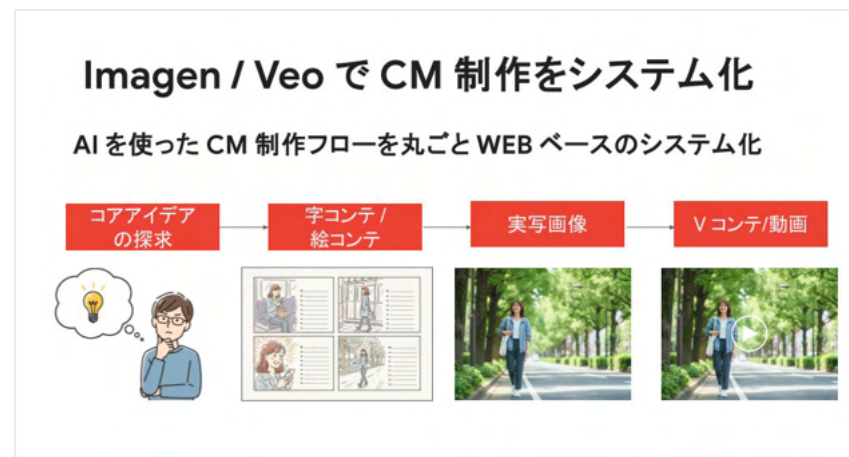 Imagen / Veo で CM 制作をシステム化
AI を使った CM 制作フローを丸ごと WEB ベースのシステム化
コアアイデア
の探求
字コンテ /
絵コンテ
実写画像
V コンテ/動画